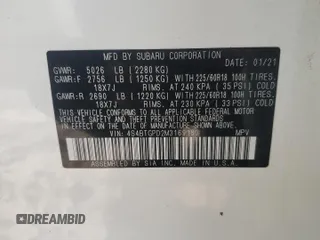 MFD BY SUBARU CORPORATION 01/21
GVWR: 5026 LB (2280 KG)
GAWR:F 2756 LB (1250 KG) WITH 225/60R18 100H TIRES,
18X7J RIMS, AT 240 KPA (35 PSI) COLD
GAWR:R 2690 LB (1220 KG) WITH 225/60R18 100H TIRES,
18X7J RIMS, AT 230 KPA (33 PSI) COLD
THIS VEHICLE CONFORMS TO ALL APPLICABLE FEDERAL MOTOR
VEHICLE SAFETY, BUMPER, AND THEFT PREVENTION STANDARDS
IN EFFECT ON THE DATE OF MANUFACTURE SHOWN ABOVE.
VIN: MPV
ASSEMBLED BY SIA INC. MADE IN U.S.A.
© DIMAS BID